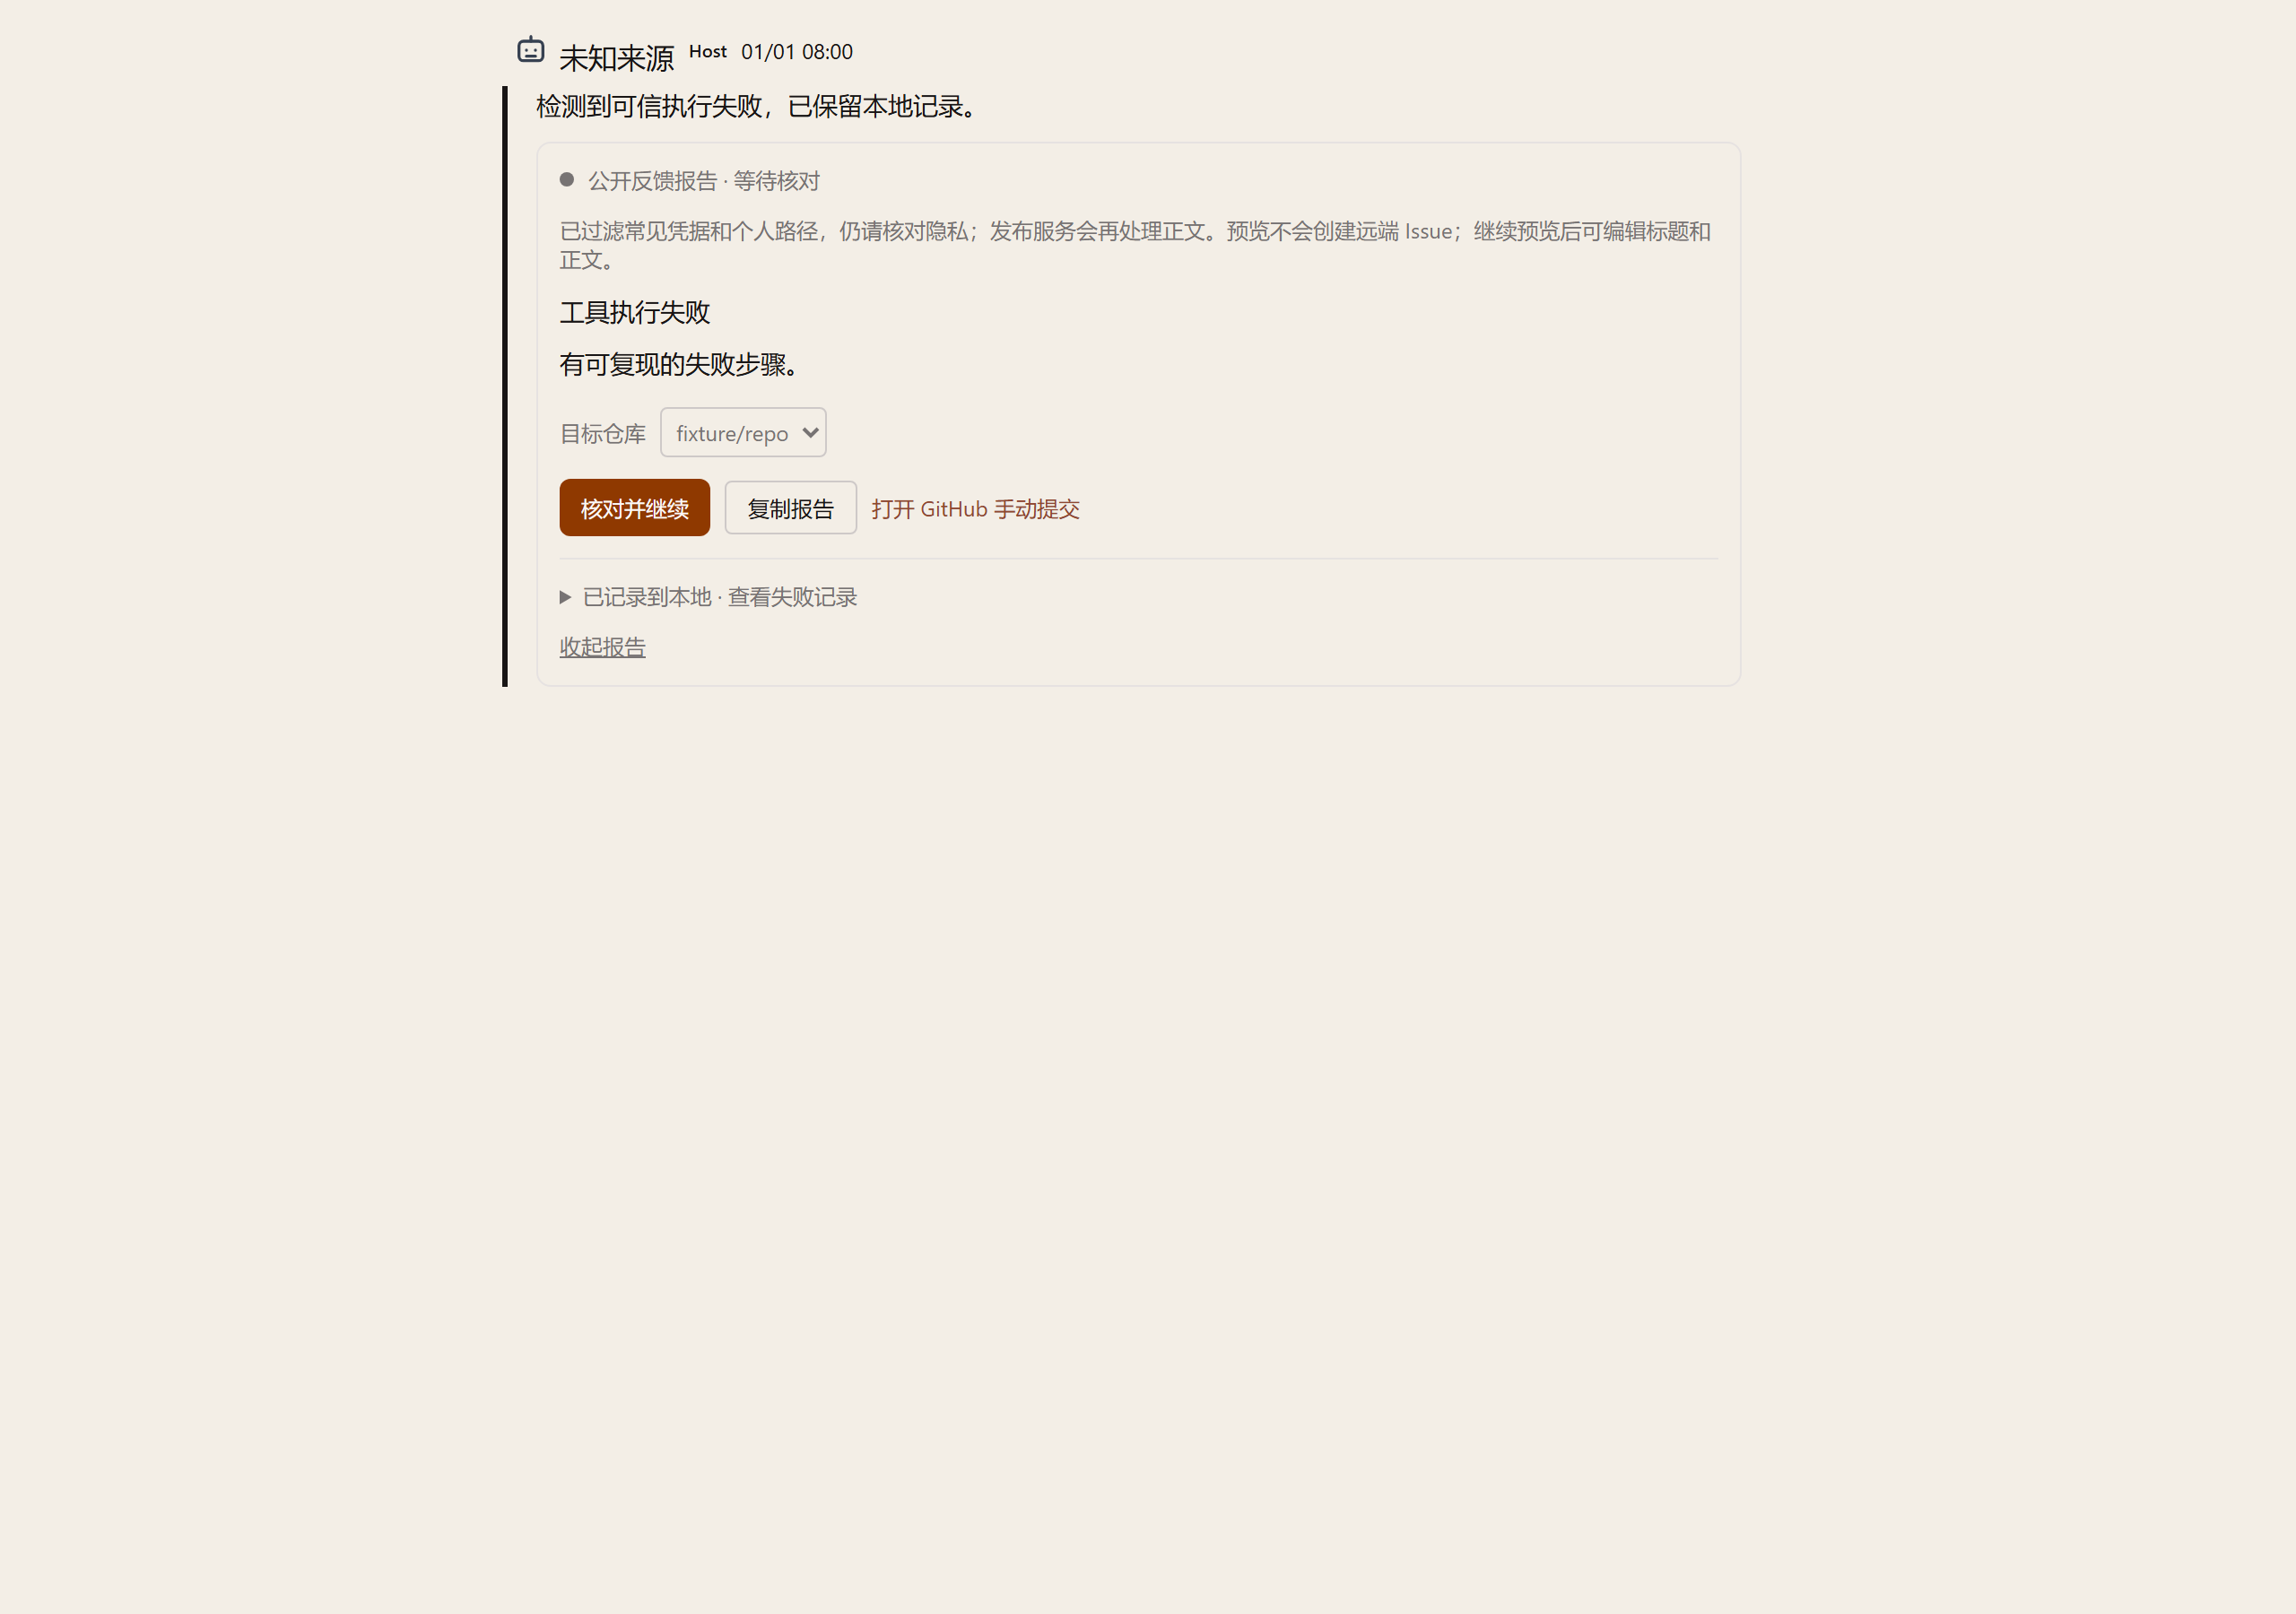 未知来源 Host 01/01 08:00
检测到可信执行失败，已保留本地记录。
公开反馈报告 · 等待核对
已过滤常见凭据和个人路径，仍请核对隐私；发布服务会再处理正文。预览不会创建远端 Issue；继续预览后可编辑标题和
正文。
工具执行失败
有可复现的失败步骤。
目标仓库 fixture/repo
核对并继续 复制报告 打开 GitHub 手动提交
已记录到本地 · 查看失败记录
收起报告